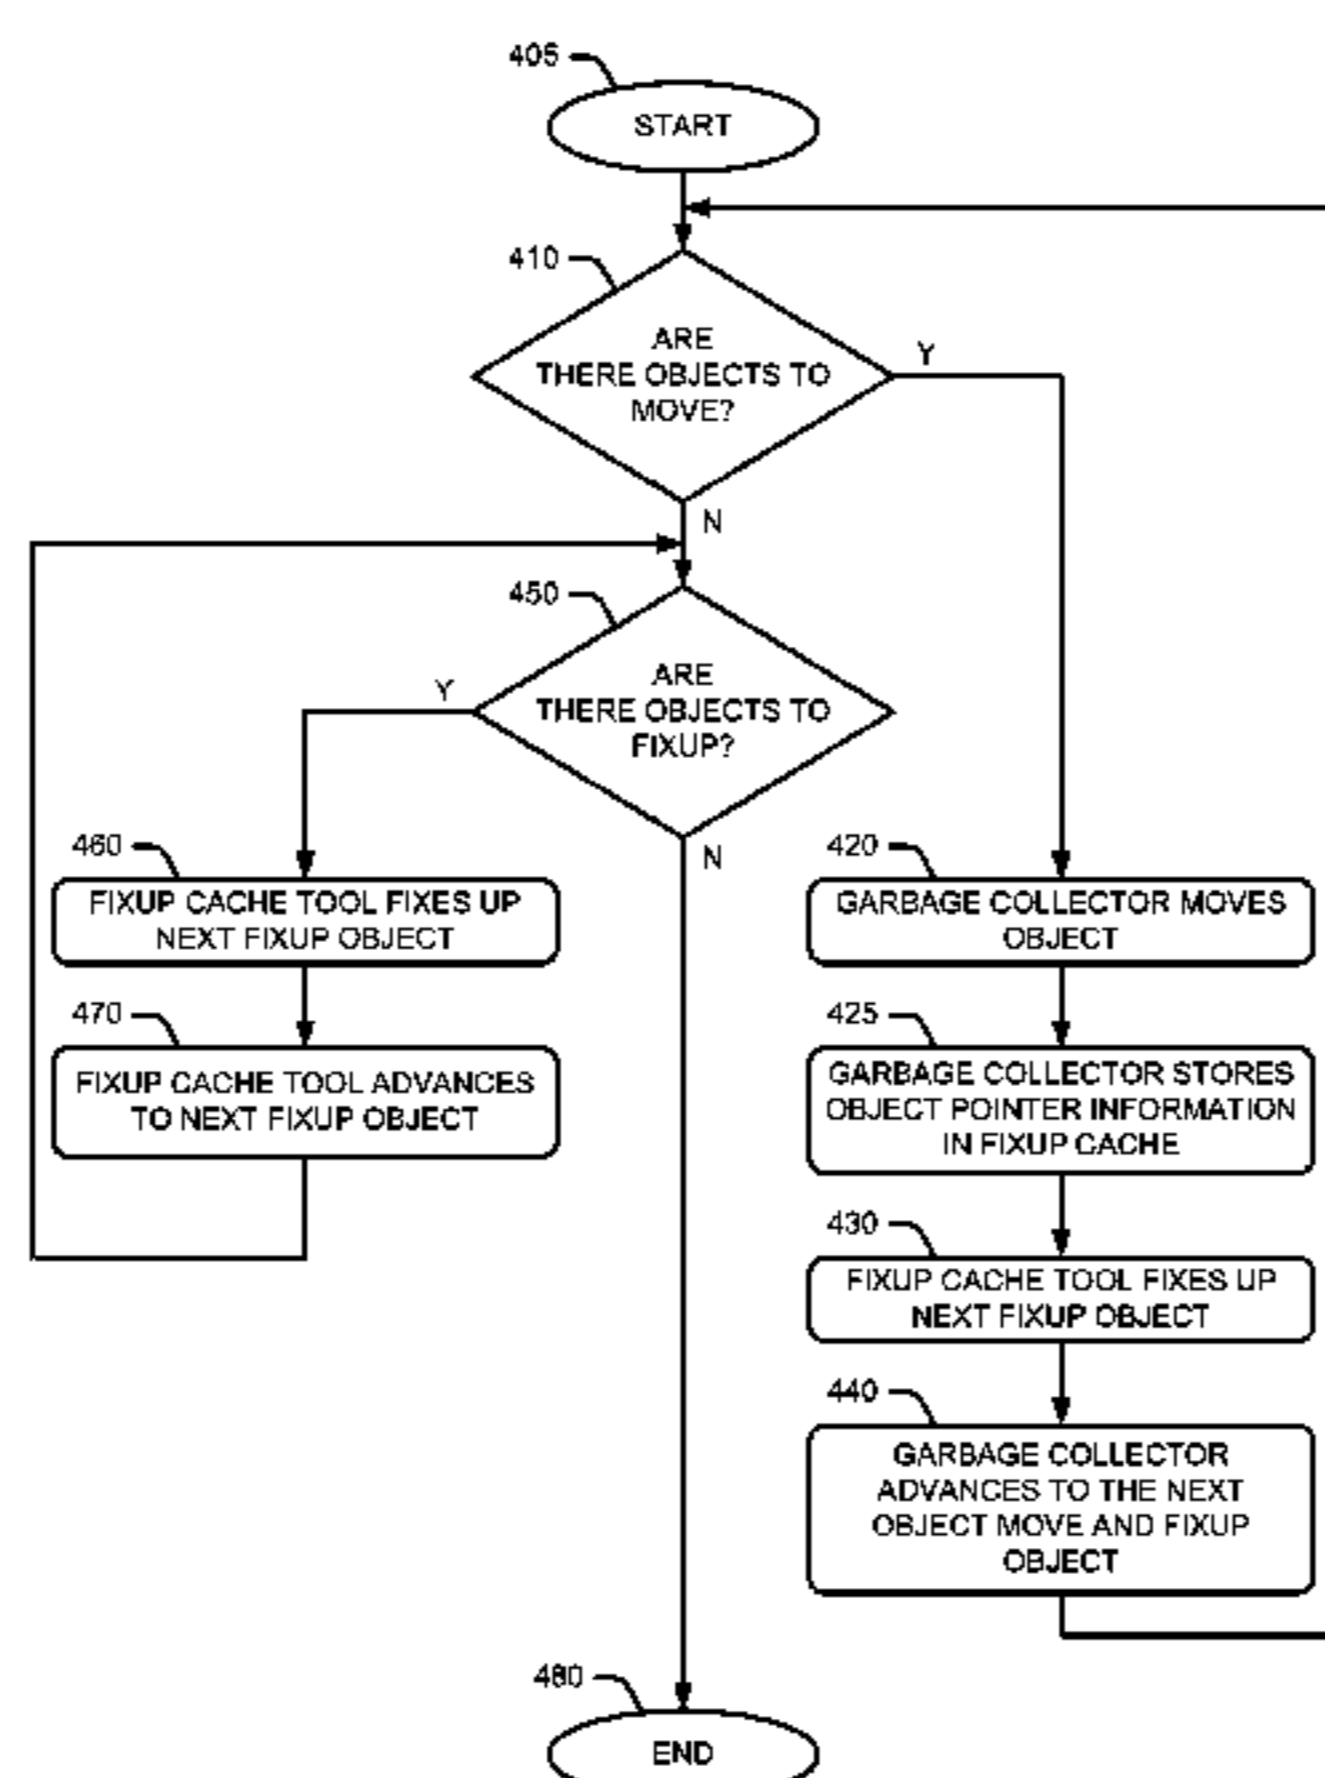 405
START
410
ARE
THERE OBJECTS TO
MOVE?
Y
N
450
ARE
THERE OBJECTS TO
FIXUP?
Y
N
460
FIXUP CACHE TOOL FIXES UP
NEXT FIXUP OBJECT
470
FIXUP CACHE TOOL ADVANCES
TO NEXT FIXUP OBJECT
420
GARBAGE COLLECTOR MOVES
OBJECT
425
GARBAGE COLLECTOR STORES
OBJECT POINTER INFORMATION
IN FIXUP CACHE
430
FIXUP CACHE TOOL FIXES UP
NEXT FIXUP OBJECT
440
GARBAGE COLLECTOR
ADVANCES TO THE NEXT
OBJECT MOVE AND FIXUP
OBJECT
480
END